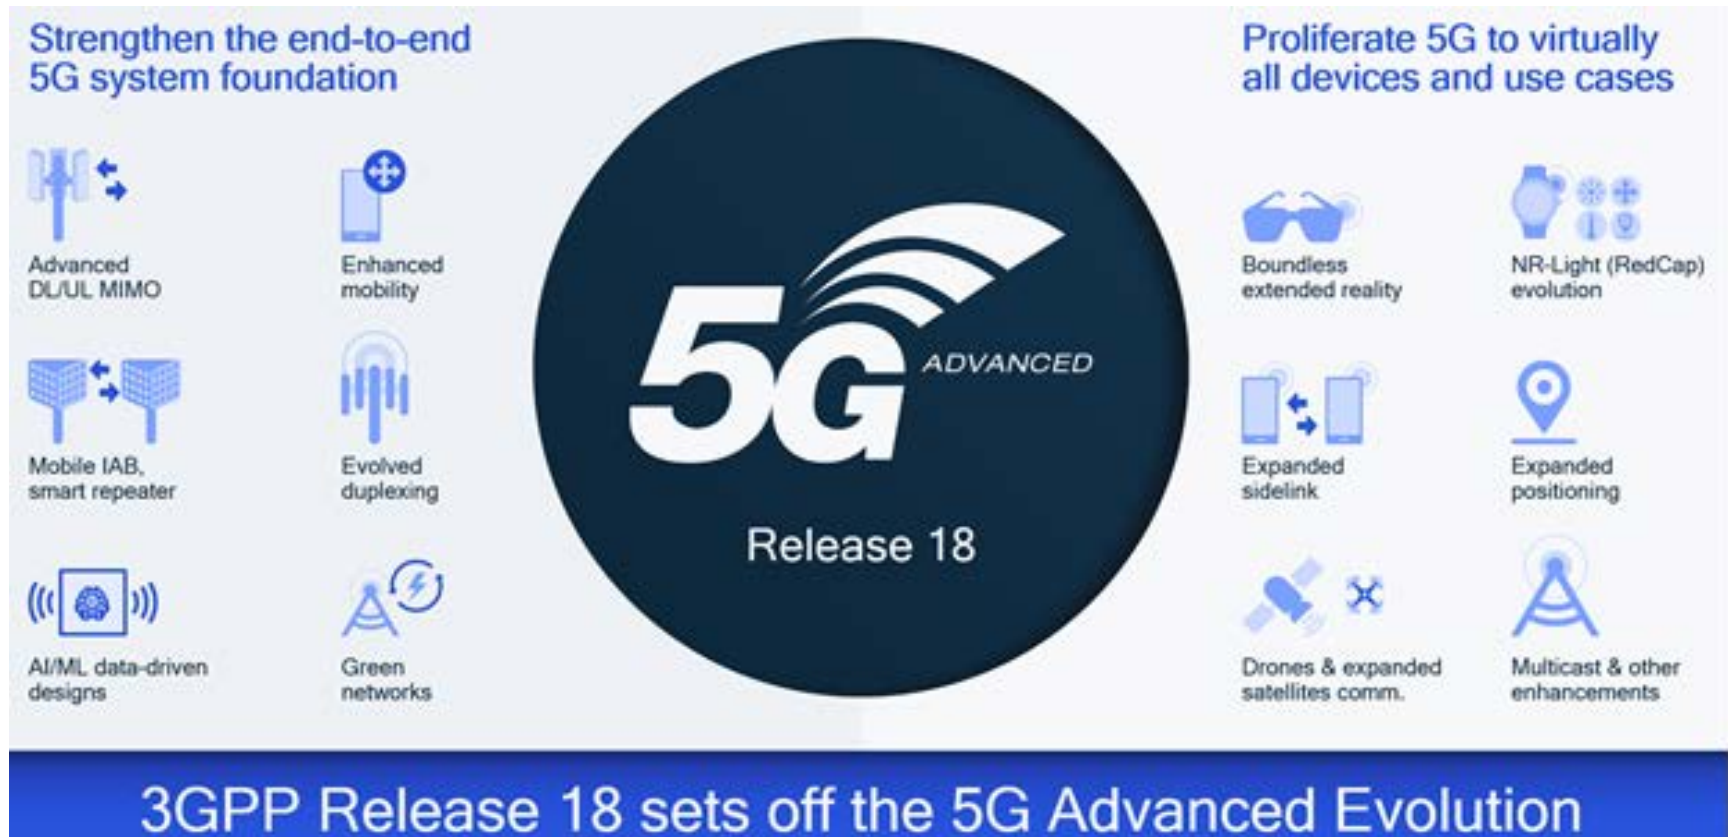 Strengthen the end-to-end
5G system foundation
Advanced
DL/UL MIMO
Enhanced
mobility
Mobile IAB,
smart repeater
Evolved
duplexing
AI/ML data-driven
designs
Green
networks
5G
ADVANCED
Release 18
Proliferate 5G to virtually
all devices and use cases
Boundless
extended reality
NR-Light (RedCap)
evolution
Expanded
sidelink
Expanded
positioning
Drones & expanded
satellites comm.
Multicast & other
enhancements
3GPP Release 18 sets off the 5G Advanced Evolution